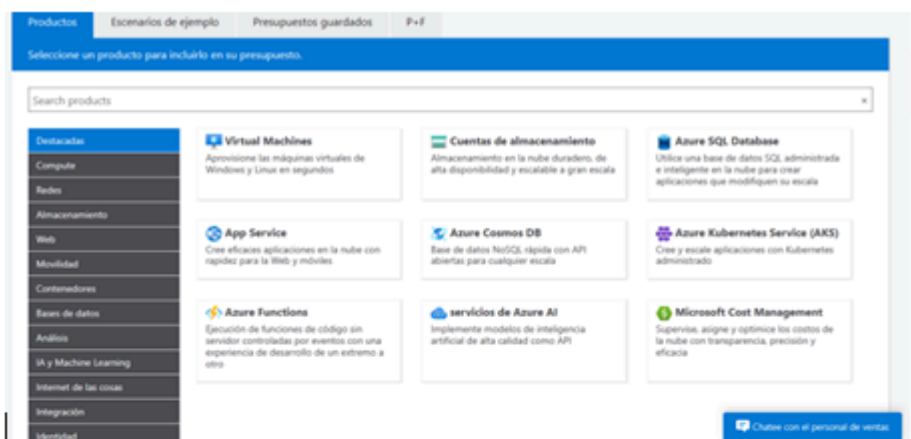 Productos
Escenarios de ejemplo
Presupuestos guardados
P+F
Seleccione un producto para incluirlo en su presupuesto.
Search products
×
Destacadas
Compute
Redes
Almacenamiento
Web
Movilidad
Contenedores
Bases de datos
Análisis
IA y Machine Learning
Internet de las cosas
Integración
Identidad
Virtual Machines
Aprovisione las máquinas virtuales de
Windows y Linux en segundos
Cuentas de almacenamiento
Almacenamiento en la nube duradero, de
alta disponibilidad y escalable a gran escala
Azure SQL Database
Utilice una base de datos SQL administrada
e inteligente en la nube para crear
aplicaciones que modifiquen su escala
App Service
Cree eficaces aplicaciones en la nube con
rapidez para la Web y móviles
Azure Cosmos DB
Base de datos NoSQL rápida con API
abiertas para cualquier escala
Azure Kubernetes Service (AKS)
Cree y escale aplicaciones con Kubernetes
administrado
Azure Functions
Ejecución de funciones de código sin
servidor controladas por eventos con una
experiencia de desarrollo de un extremo a
otro
servicios de Azure AI
Implemente modelos de inteligencia
artificial de alta calidad como API
Microsoft Cost Management
Supervise, asigne y optimice los costos de
la nube con transparencia, precisión y
eficacia
Chatee con el personal de ventas